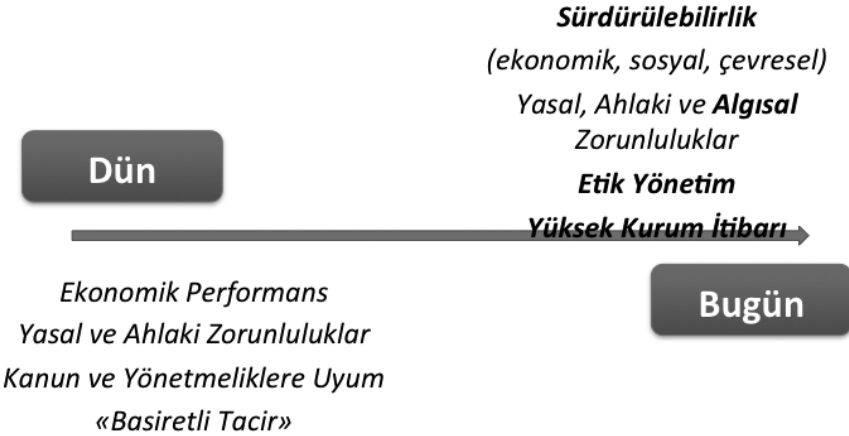 Sürdürülebilirlik
(ekonomik, sosyal, çevresel)
Yasal, Ahlaki ve Algısal
Zorunluluklar
Etik Yönetim
Yüksek Kurum İtibarı
Dün
Bugün
Ekonomik Performans
Yasal ve Ahlaki Zorunluluklar
Kanun ve Yönetmeliklere Uyum
«Basiretli Tacir»